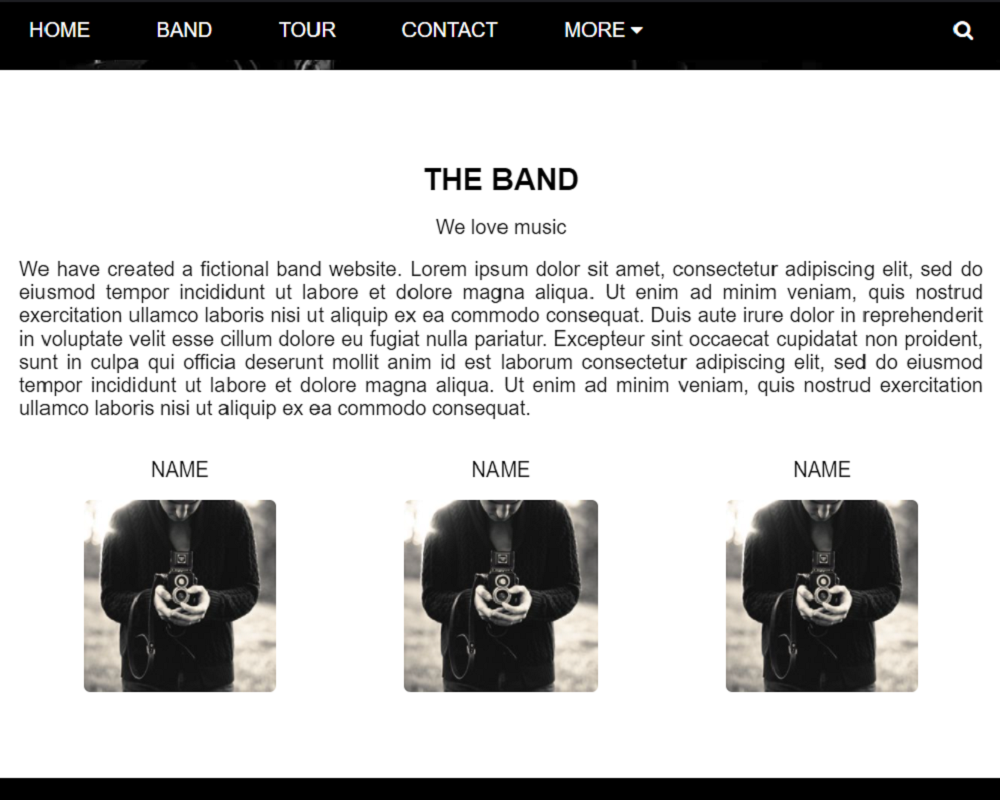 HOME BAND TOUR CONTACT MORE
THE BAND
We love music
We have created a fictional band website. Lorem ipsum dolor sit amet, consectetur adipiscing elit, sed do
eiusmod tempor incididunt ut labore et dolore magna aliqua. Ut enim ad minim veniam, quis nostrud
exercitation ullamco laboris nisi ut aliquip ex ea commodo consequat. Duis aute irure dolor in reprehenderit
in voluptate velit esse cillum dolore eu fugiat nulla pariatur. Excepteur sint occaecat cupidatat non proident,
sunt in culpa qui officia deserunt mollit anim id est laborum consectetur adipiscing elit, sed do eiusmod
tempor incididunt ut labore et dolore magna aliqua. Ut enim ad minim veniam, quis nostrud exercitation
ullamco laboris nisi ut aliquip ex ea commodo consequat.
NAME NAME NAME